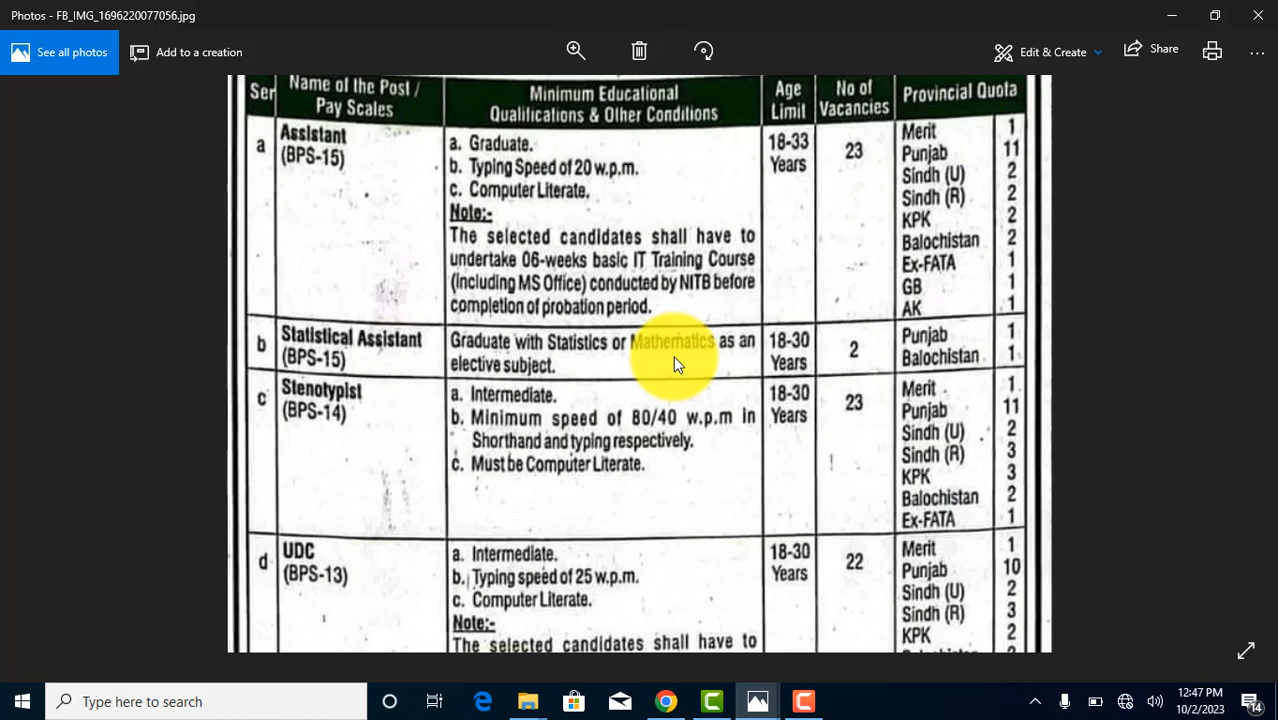 Photos - FB_IMG_1696220077056.jpg
See all photos
Add to a creation
Edit & Create
Share
Ser
Name of the Post / Pay Scales
Minimum Educational Qualifications & Other Conditions
Age Limit
No of Vacancies
Provincial Quota
a
Assistant
(BPS-15)
a. Graduate.
b. Typing Speed of 20 w.p.m.
c. Computer Literate.
Note:-
The selected candidates shall have to
undertake 06-weeks basic IT Training Course
(Including MS Office) conducted by NITB before
completion of probation period.
18-33
Years
23
Merit 1
Punjab 11
Sindh (U) 2
Sindh (R) 2
KPK 2
Balochistan 2
Ex-FATA 1
GB 1
AK 1
b
Statistical Assistant
(BPS-15)
Graduate with Statistics or Mathematics as an
elective subject.
18-30
Years
2
Punjab 1
Balochistan 1
c
Stenotypist
(BPS-14)
a. Intermediate.
b. Minimum speed of 80/40 w.p.m in
Shorthand and typing respectively.
c. Must be Computer Literate.
18-30
Years
23
Merit 1
Punjab 11
Sindh (U) 2
Sindh (R) 3
KPK 3
Balochistan 2
Ex-FATA 1
d
UDC
(BPS-13)
a. Intermediate.
b. Typing speed of 25 w.p.m.
c. Computer Literate.
Note:-
The selected candidates shall have to
18-30
Years
22
Merit 1
Punjab 10
Sindh (U) 2
Sindh (R) 3
KPK 2
Type here to search
12:47 PM
10/2/2023
14